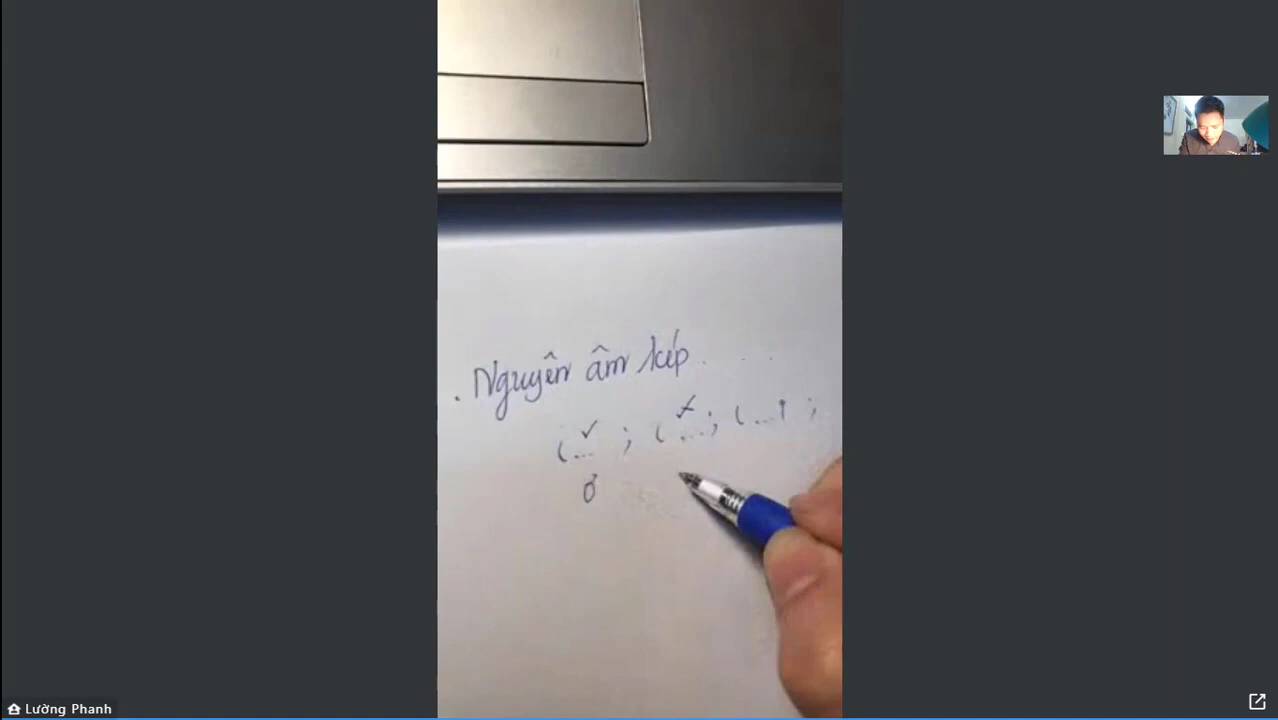 . Nguyên âm kép . . .
(... ✓ ; (... ✗ ; (... ↑ ;
Lường Phanh